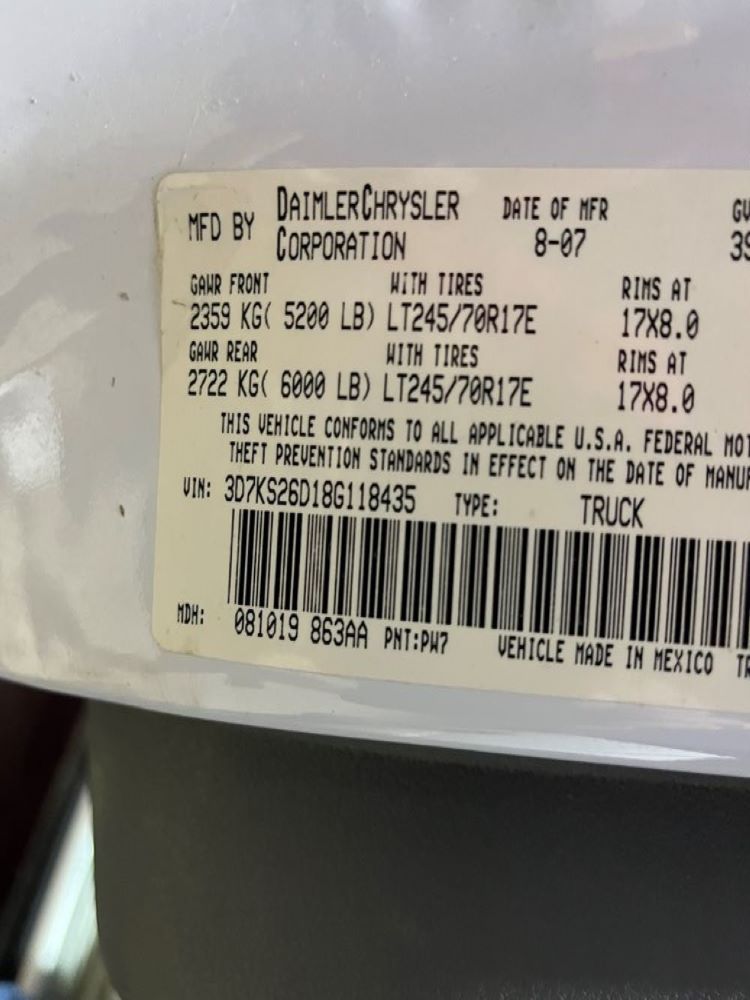 MFD BY DAIMLERCHRYSLER CORPORATION
DATE OF MFR
8-07
GAWR FRONT WITH TIRES RIMS AT
2359 KG( 5200 LB) LT245/70R17E 17X8.0
GAWR REAR WITH TIRES RIMS AT
2722 KG( 6000 LB) LT245/70R17E 17X8.0
THIS VEHICLE CONFORMS TO ALL APPLICABLE U.S.A. FEDERAL MOT
THEFT PREVENTION STANDARDS IN EFFECT ON THE DATE OF MANUF
VIN: 3D7KS26D18G118435 TYPE: TRUCK
MDH: 081019 863AA PNT:PW7 VEHICLE MADE IN MEXICO